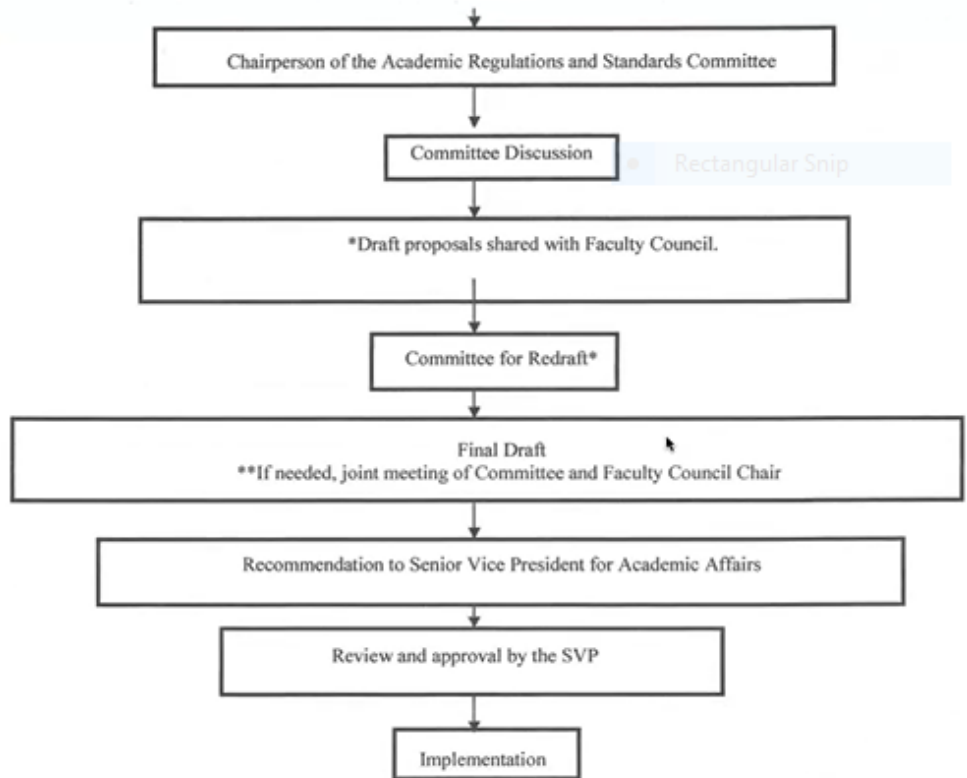 Chairperson of the Academic Regulations and Standards Committee
Committee Discussion
Rectangular Snip
*Draft proposals shared with Faculty Council.
Committee for Redraft*
Final Draft
**If needed, joint meeting of Committee and Faculty Council Chair
Recommendation to Senior Vice President for Academic Affairs
Review and approval by the SVP
Implementation